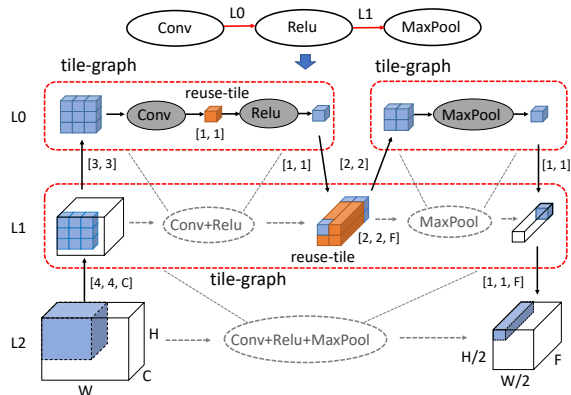 L0
L1
Conv
Relu
MaxPool
tile-graph
tile-graph
reuse-tile
L0
Conv
Relu
MaxPool
[1, 1]
[3, 3]
[1, 1]
[2, 2]
[1, 1]
L1
Conv+Relu
MaxPool
[2, 2, F]
reuse-tile
tile-graph
[4, 4, C]
[1, 1, F]
L2
H
Conv+Relu+MaxPool
H/2
F
C
W
W/2